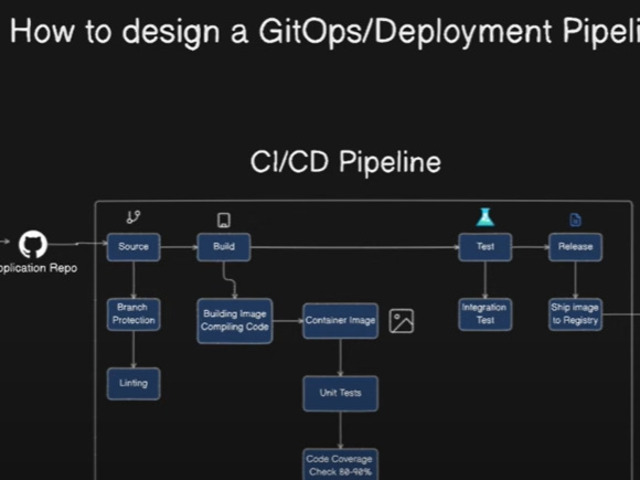 How to design a GitOps/Deployment Pipeli
CI/CD Pipeline
Source
Build
Test
Release
plication Repo
Branch
Protection
Building Image
Compiling Code
Container Image
Integration
Test
Ship image
to Registry
Linting
Unit Tests
Code Coverage
Check 80-90%